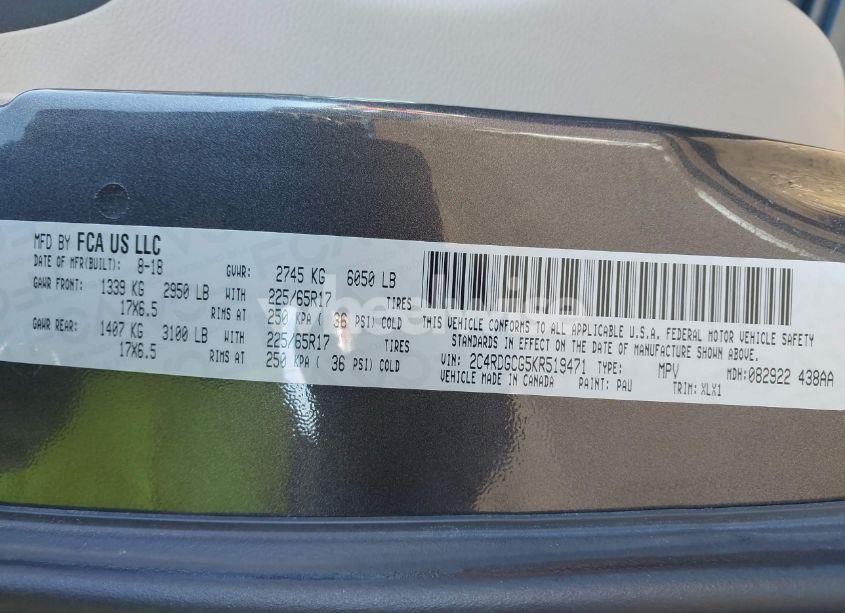 MFD BY FCA US LLC
DATE OF MFR(BUILT): 8-18 GVWR: 2745 KG 6050 LB
GAWR FRONT: 1339 KG 2950 LB WITH 225/65R17 TIRES
17X6.5 RIMS AT 250 KPA ( 36 PSI) COLD
GAWR REAR: 1407 KG 3100 LB WITH 225/65R17 TIRES
17X6.5 RIMS AT 250 KPA ( 36 PSI) COLD
THIS VEHICLE CONFORMS TO ALL APPLICABLE U.S.A. FEDERAL MOTOR VEHICLE SAFETY
STANDARDS IN EFFECT ON THE DATE OF MANUFACTURE SHOWN ABOVE.
VIN: 2C4RDGCG5KR519471 TYPE: MPV MDH:082922 438AA
VEHICLE MADE IN CANADA PAINT: PAU TRIM: XLX1